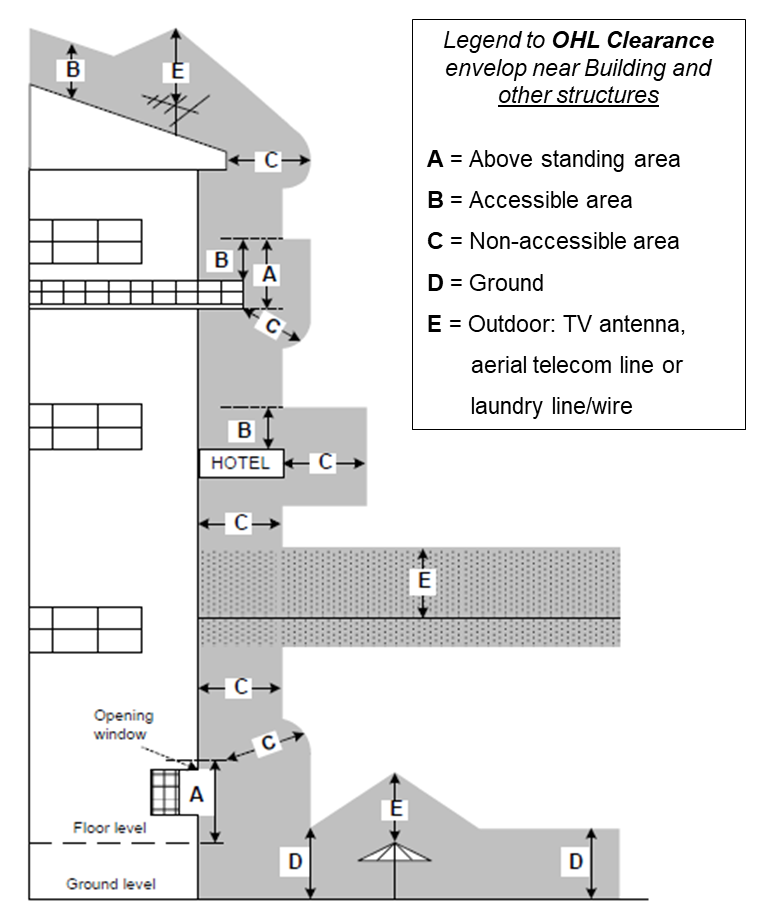 Legend to OHL Clearance
envelop near Building and
other structures
A = Above standing area
B = Accessible area
C = Non-accessible area
D = Ground
E = Outdoor: TV antenna,
aerial telecom line or
laundry line/wire
B
E
C
B
A
C
B
HOTEL
C
C
E
C
Opening
window
C
A
E
Floor level
D
D
Ground level